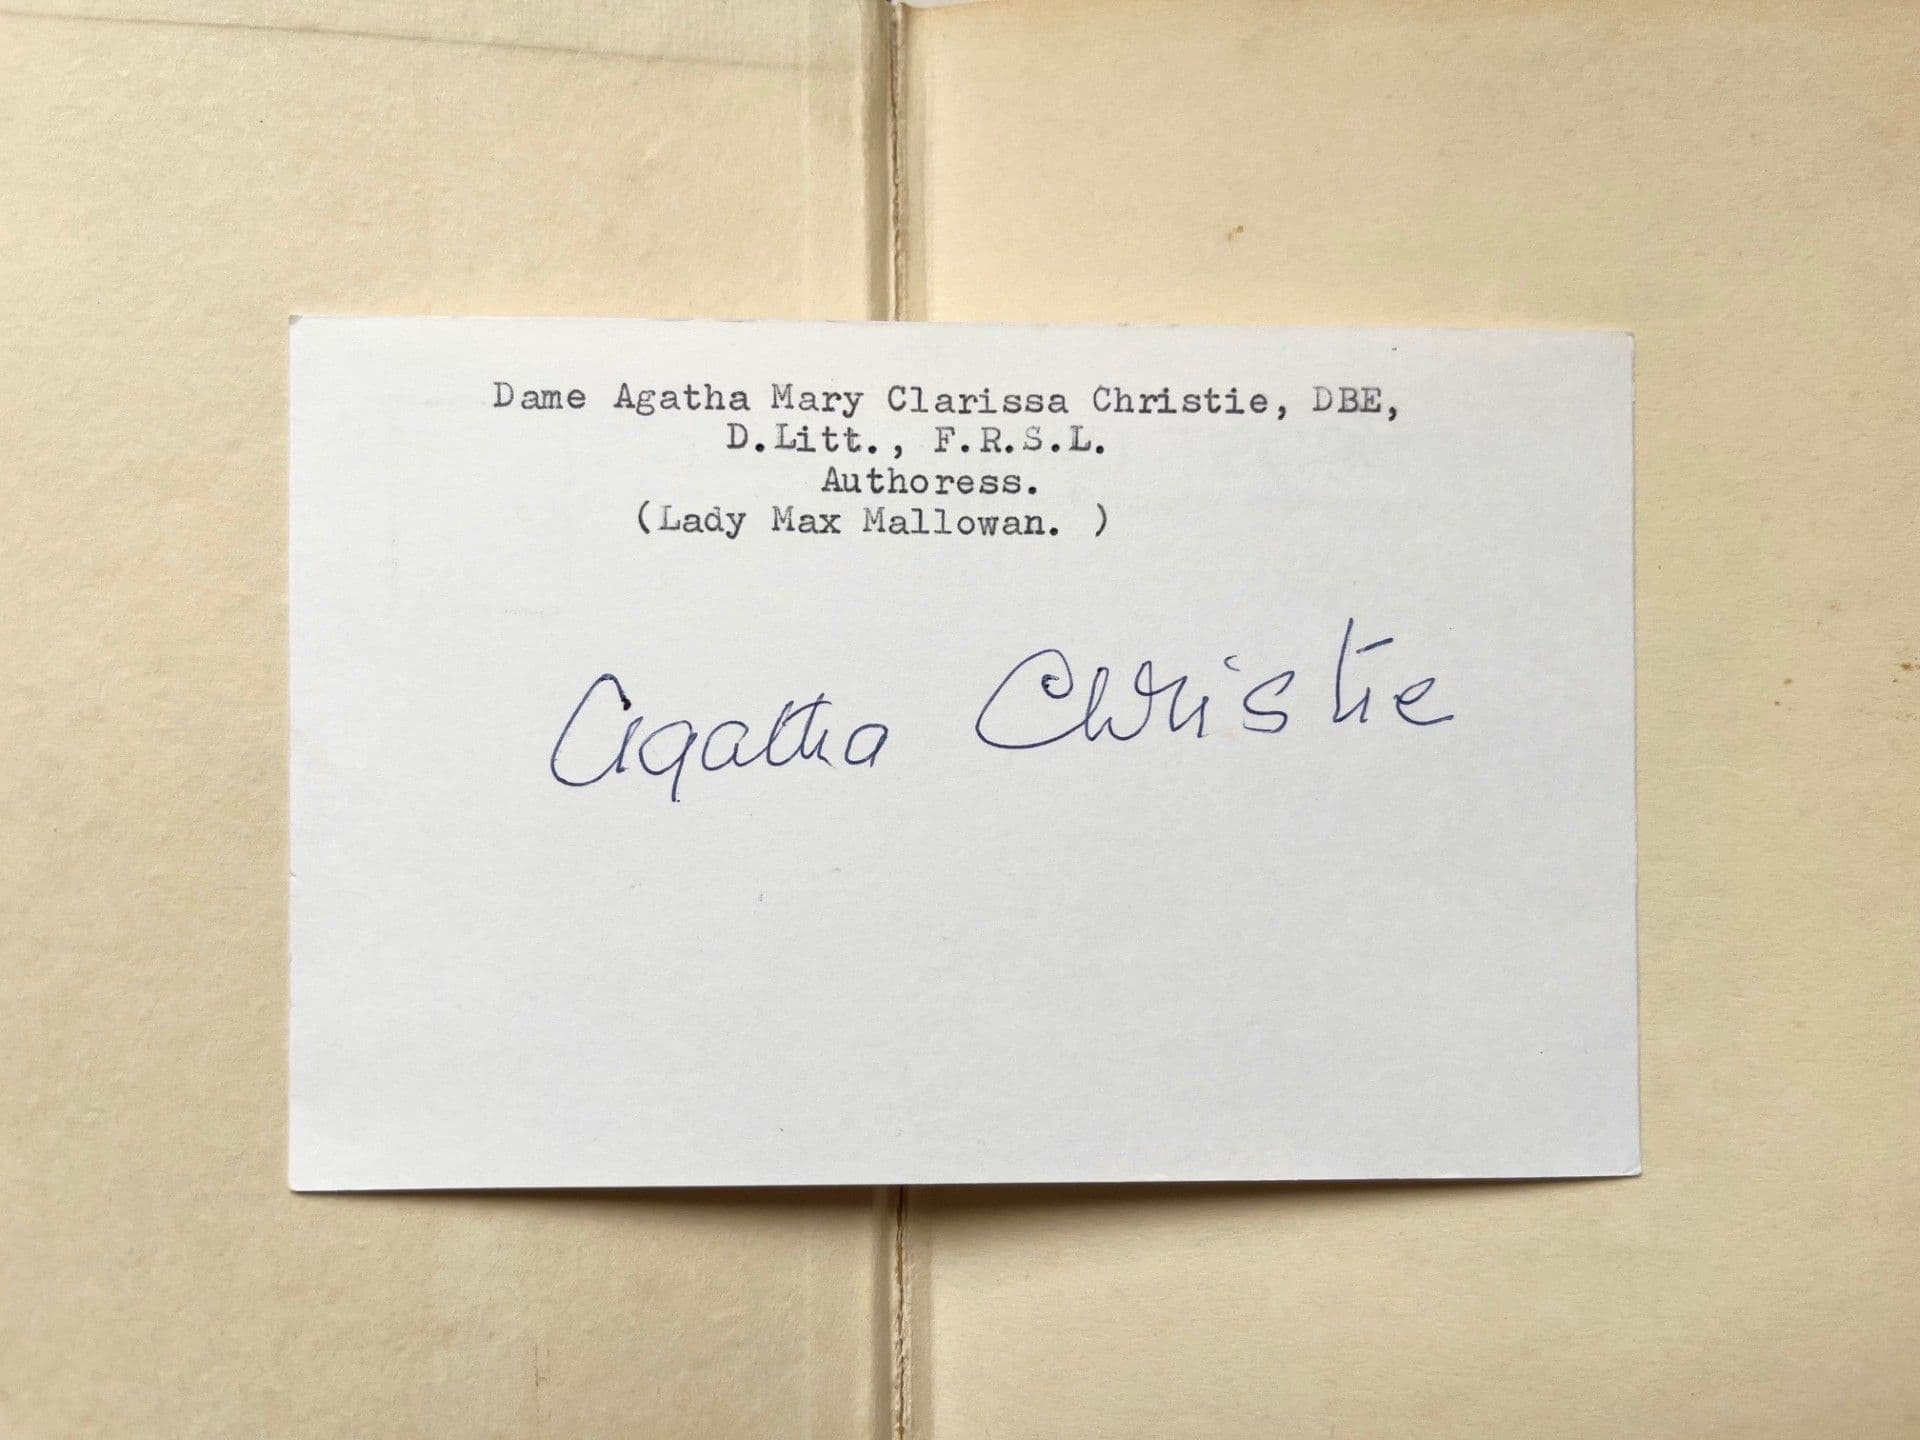 Dame Agatha Mary Clarissa Christie, DBE,
D.Litt., F.R.S.L.
Authoress.
(Lady Max Mallowan. )
Agatha Christie